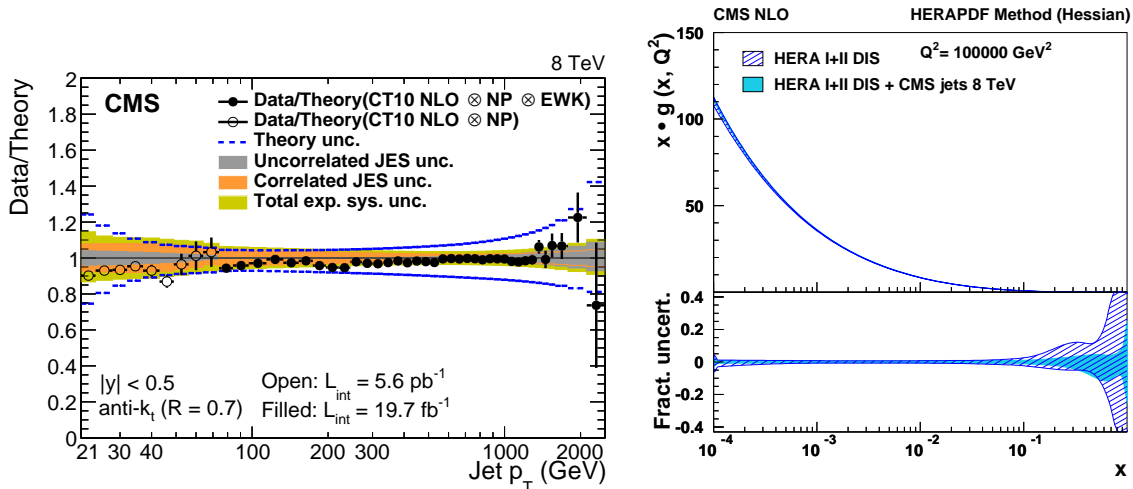 8 TeV
CMS
Data/Theory(CT10 NLO ⊗ NP ⊗ EWK)
Data/Theory(CT10 NLO ⊗ NP)
Theory unc.
Uncorrelated JES unc.
Correlated JES unc.
Total exp. sys. unc.
Data/Theory
2
1.8
1.6
1.4
1.2
1
0.8
0.6
0.4
0.2
0
|y| < 0.5
anti-k_t (R = 0.7)
Open: L_int = 5.6 pb⁻¹
Filled: L_int = 19.7 fb⁻¹
21 30 40 100 200 300 1000 2000
Jet p_T (GeV)
CMS NLO HERAPDF Method (Hessian)
Q²= 100000 GeV²
HERA I+II DIS
HERA I+II DIS + CMS jets 8 TeV
x • g (x, Q²)
150
100
50
Fract. uncert.
0.4
0.2
0
-0.2
-0.4
10⁻⁴ 10⁻³ 10⁻² 10⁻¹
x